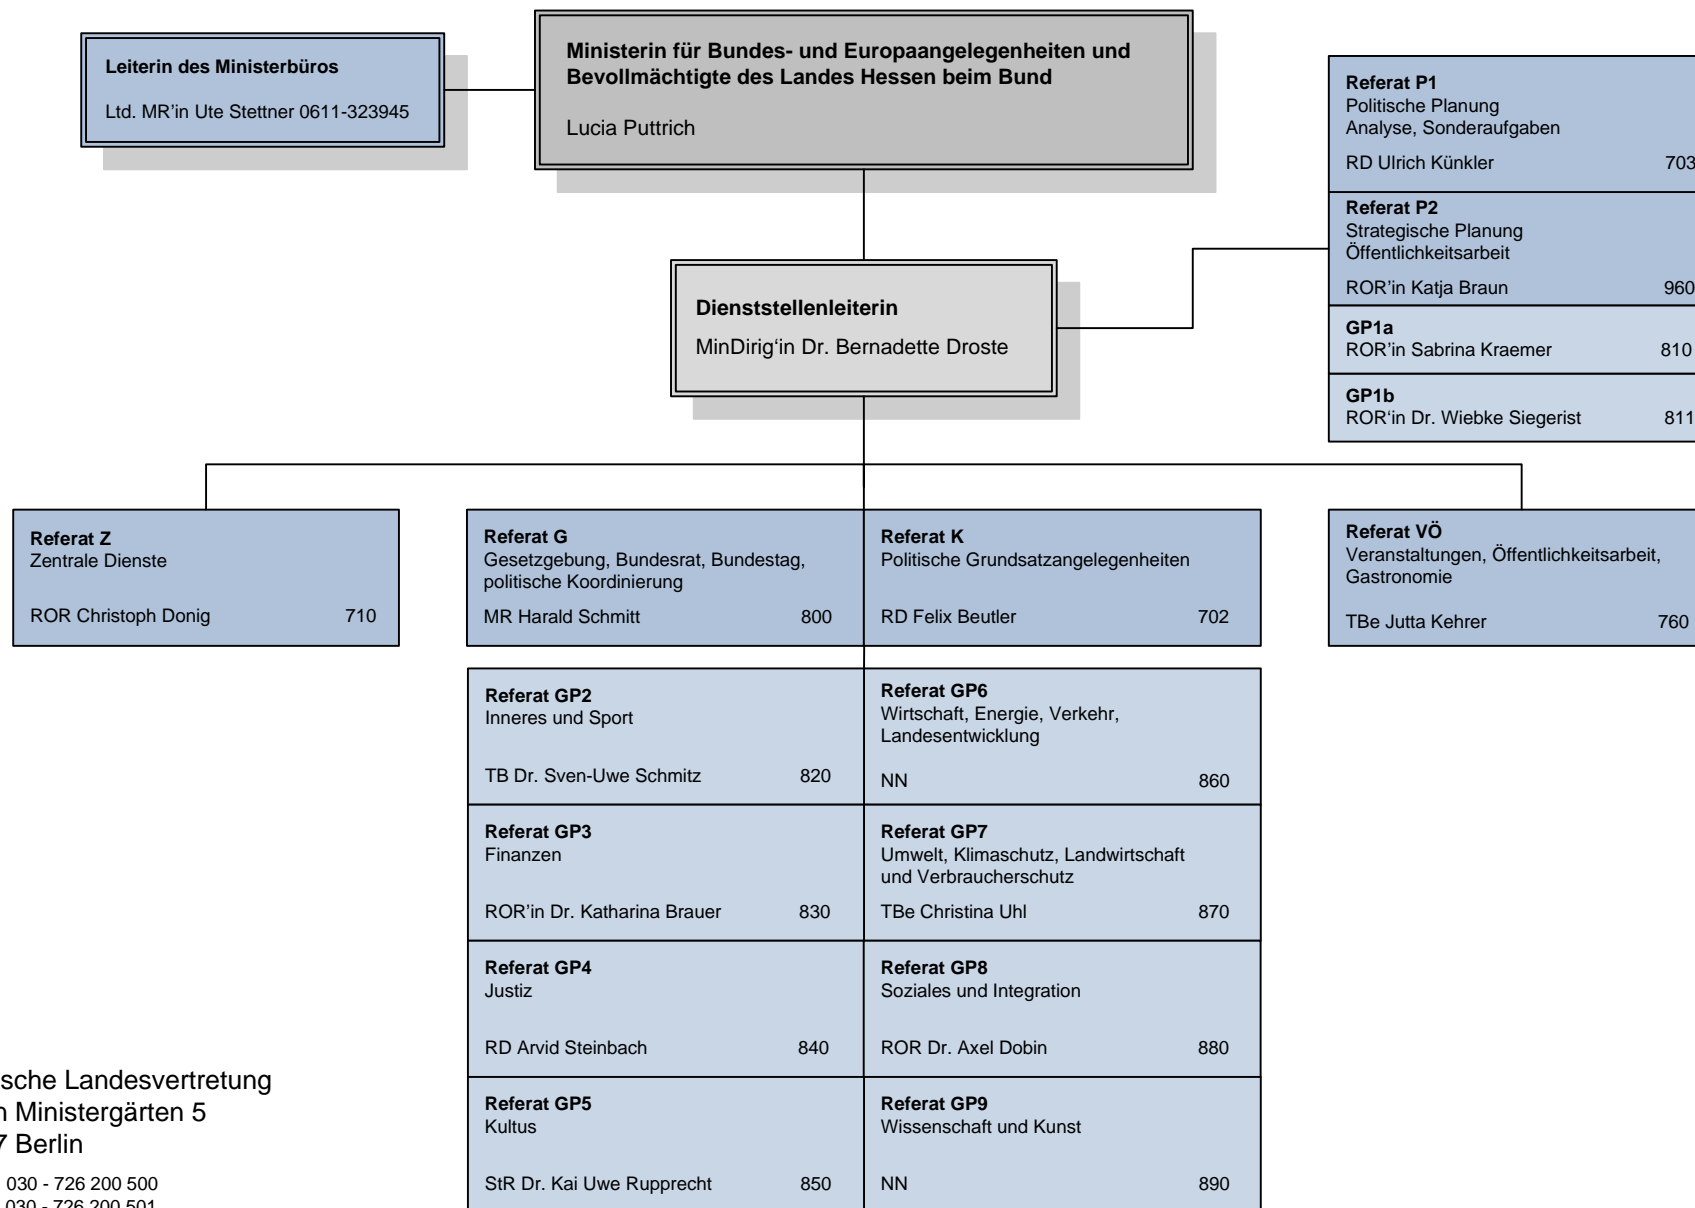 Leiterin des Ministerbüros
Ltd. MR'in Ute Stettner 0611-323945
Ministerin für Bundes- und Europaangelegenheiten und
Bevollmächtigte des Landes Hessen beim Bund
Lucia Puttrich
Referat P1
Politische Planung
Analyse, Sonderaufgaben
RD Ulrich Künkler 703
Referat P2
Strategische Planung
Öffentlichkeitsarbeit
ROR'in Katja Braun 960
GP1a
ROR'in Sabrina Kraemer 810
GP1b
ROR‘in Dr. Wiebke Siegerist 811
Dienststellenleiterin
MinDirig‘in Dr. Bernadette Droste
Referat Z
Zentrale Dienste
ROR Christoph Donig 710
Referat G
Gesetzgebung, Bundesrat, Bundestag,
politische Koordinierung
MR Harald Schmitt 800
Referat K
Politische Grundsatzangelegenheiten
RD Felix Beutler 702
Referat VÖ
Veranstaltungen, Öffentlichkeitsarbeit,
Gastronomie
TBe Jutta Kehrer 760
Referat GP2
Inneres und Sport
TB Dr. Sven-Uwe Schmitz 820
Referat GP6
Wirtschaft, Energie, Verkehr,
Landesentwicklung
NN 860
Referat GP3
Finanzen
ROR'in Dr. Katharina Brauer 830
Referat GP7
Umwelt, Klimaschutz, Landwirtschaft
und Verbraucherschutz
TBe Christina Uhl 870
Referat GP4
Justiz
RD Arvid Steinbach 840
Referat GP8
Soziales und Integration
ROR Dr. Axel Dobin 880
Referat GP5
Kultus
StR Dr. Kai Uwe Rupprecht 850
Referat GP9
Wissenschaft und Kunst
NN 890
sche Landesvertretung
n Ministergärten 5
7 Berlin
030 - 726 200 500
030 - 726 200 501